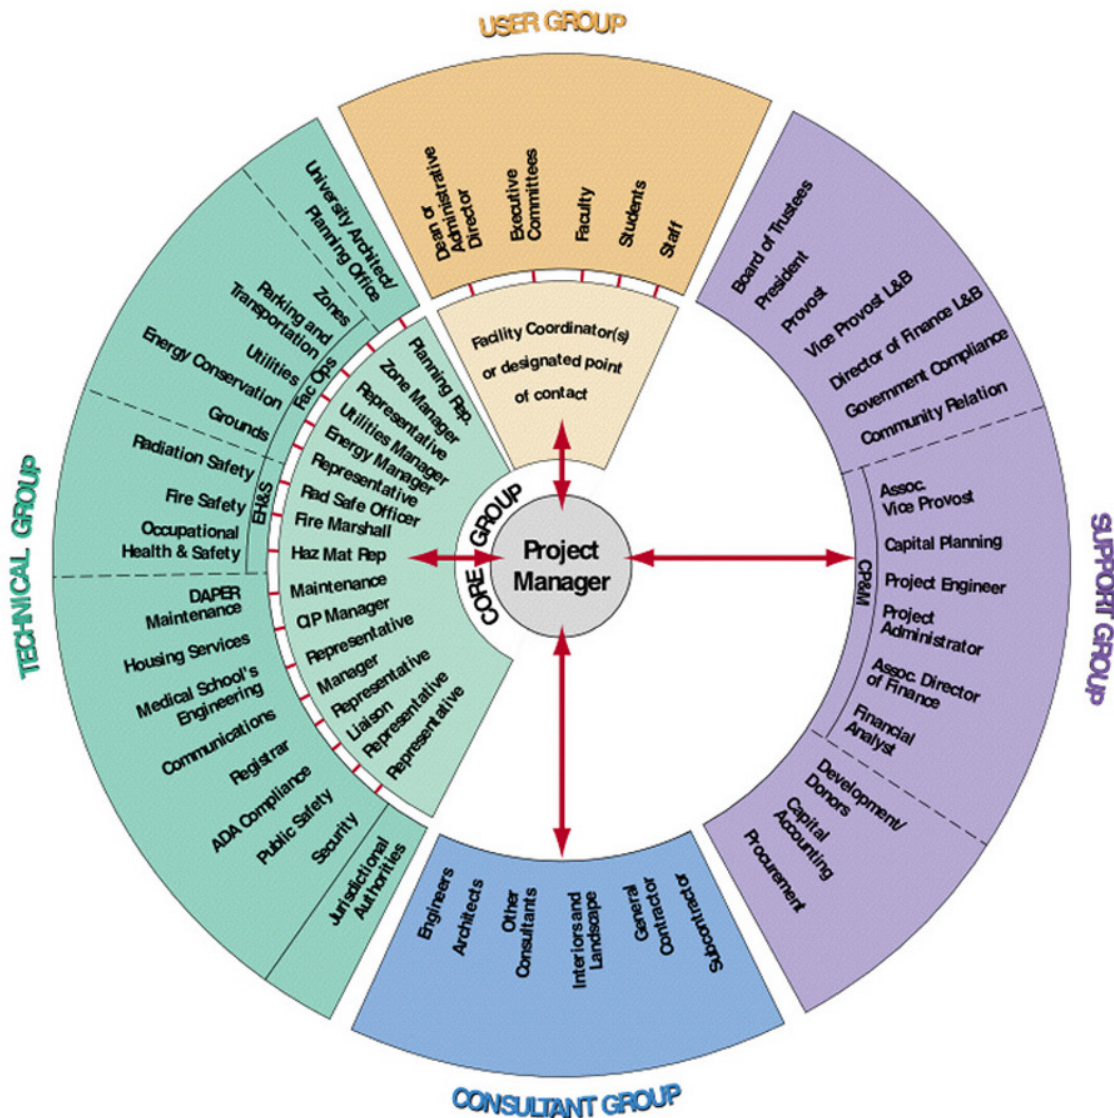 USER GROUP
Dean or
Administrative
Director
Executive
Committees
Faculty
Students
Staff
Facility Coordinator(s)
or designated point
of contact
SUPPORT GROUP
Board of Trustees
President
Provost
Vice Provost L&B
Director of Finance L&B
Government Compliance
Community Relation
CP&M
Assoc.
Vice Provost
Capital Planning
Project Engineer
Project
Administrator
Assoc. Director
of Finance
Financial
Analyst
Development/
Donors
Capital
Accounting
Procurement
CONSULTANT GROUP
Engineers
Architects
Other
Consultants
Interiors and
Landscape
General
Contractor
Subcontractor
TECHNICAL GROUP
University Architect/
Planning Office
Zones
Parking and
Transportation
Utilities
Energy Conservation
Grounds
Fac Ops
Radiation Safety
Fire Safety
Occupational
Health & Safety
EH&S
DAPER
Maintenance
Housing Services
Medical School's
Engineering
Communications
Registrar
ADA Compliance
Public Safety
Security
Jurisdictional
Authorities
Planning Rep.
Zone Manager
Representative
Utilities Manager
Energy Manager
Representative
Rad Safe Officer
Fire Marshall
Haz Mat Rep
Maintenance
CIP Manager
Representative
Manager
Representative
Liaison
Representative
Representative
CORE GROUP
Project
Manager